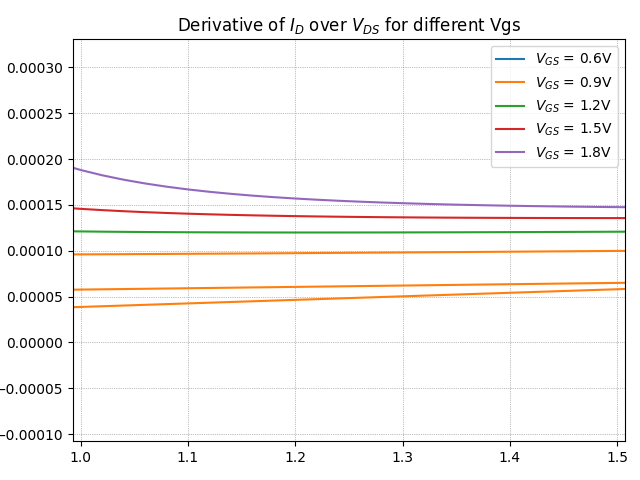 Derivative of I_D over V_DS for different Vgs
V_GS = 0.6V
V_GS = 0.9V
V_GS = 1.2V
V_GS = 1.5V
V_GS = 1.8V
0.00030
0.00025
0.00020
0.00015
0.00010
0.00005
0.00000
−0.00005
−0.00010
1.0 1.1 1.2 1.3 1.4 1.5